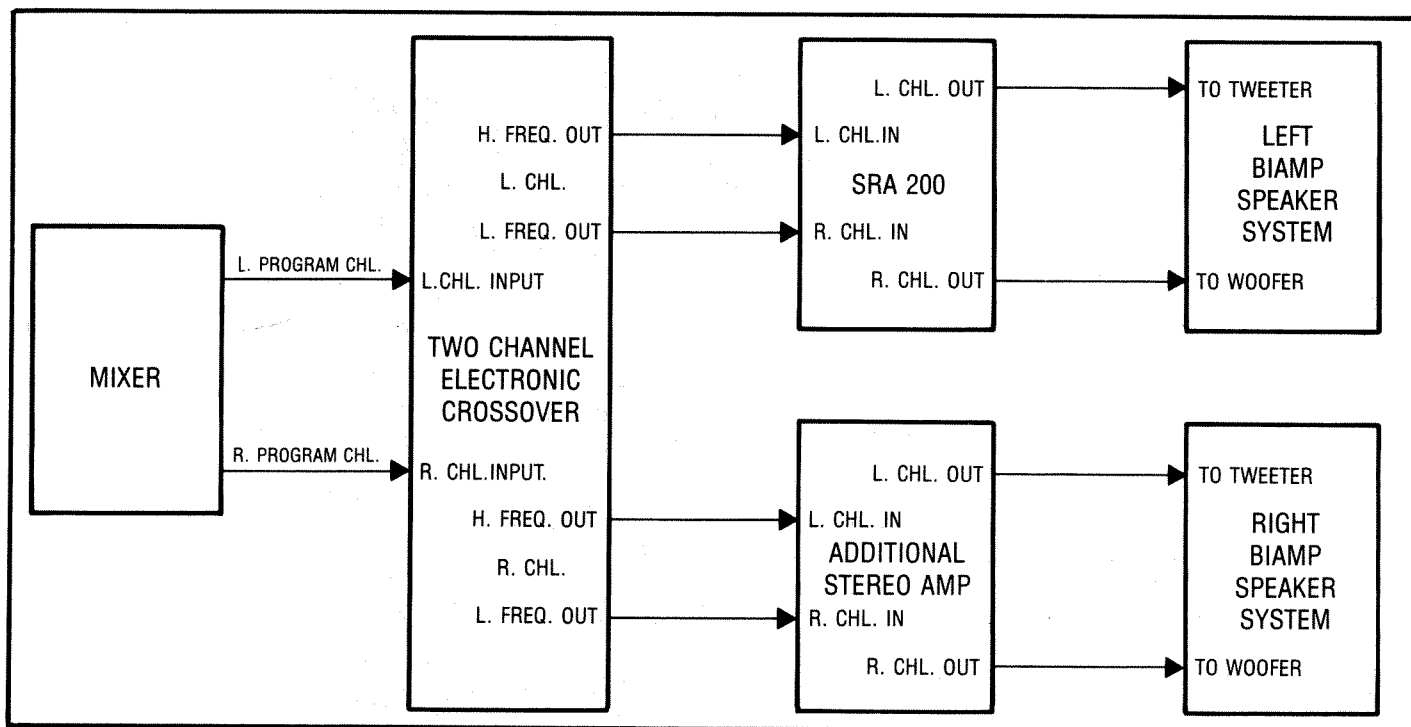 MIXER
L. PROGRAM CHL.
R. PROGRAM CHL.
H. FREQ. OUT
L. CHL.
L. FREQ. OUT
L.CHL. INPUT
TWO CHANNEL
ELECTRONIC
CROSSOVER
R. CHL.INPUT.
H. FREQ. OUT
R. CHL.
L. FREQ. OUT
L. CHL. OUT
L. CHL.IN
SRA 200
R. CHL. IN
R. CHL. OUT
TO TWEETER
LEFT
BIAMP
SPEAKER
SYSTEM
TO WOOFER
L. CHL. OUT
L. CHL. IN
ADDITIONAL
STEREO AMP
R. CHL. IN
R. CHL. OUT
TO TWEETER
RIGHT
BIAMP
SPEAKER
SYSTEM
TO WOOFER